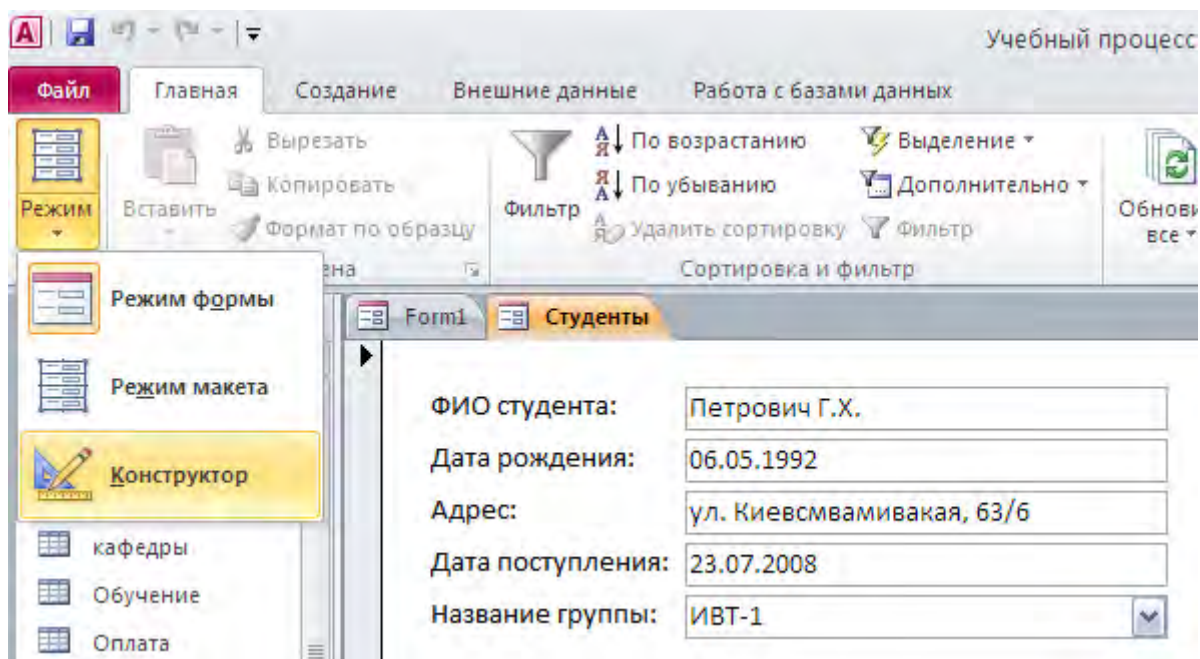 Учебный процесс
Файл Главная Создание Внешние данные Работа с базами данных
Режим
Вставить
Вырезать
Копировать
Формат по образцу
Фильтр
По возрастанию
По убыванию
Удалить сортировку
Выделение
Дополнительно
Фильтр
Сортировка и фильтр
Обнови
все
ена
Режим формы
Режим макета
Конструктор
кафедры
Обучение
Оплата
Form1 Студенты
ФИО студента: Петрович Г.Х.
Дата рождения: 06.05.1992
Адрес: ул. Киевсмвамивакая, 63/6
Дата поступления: 23.07.2008
Название группы: ИВТ-1